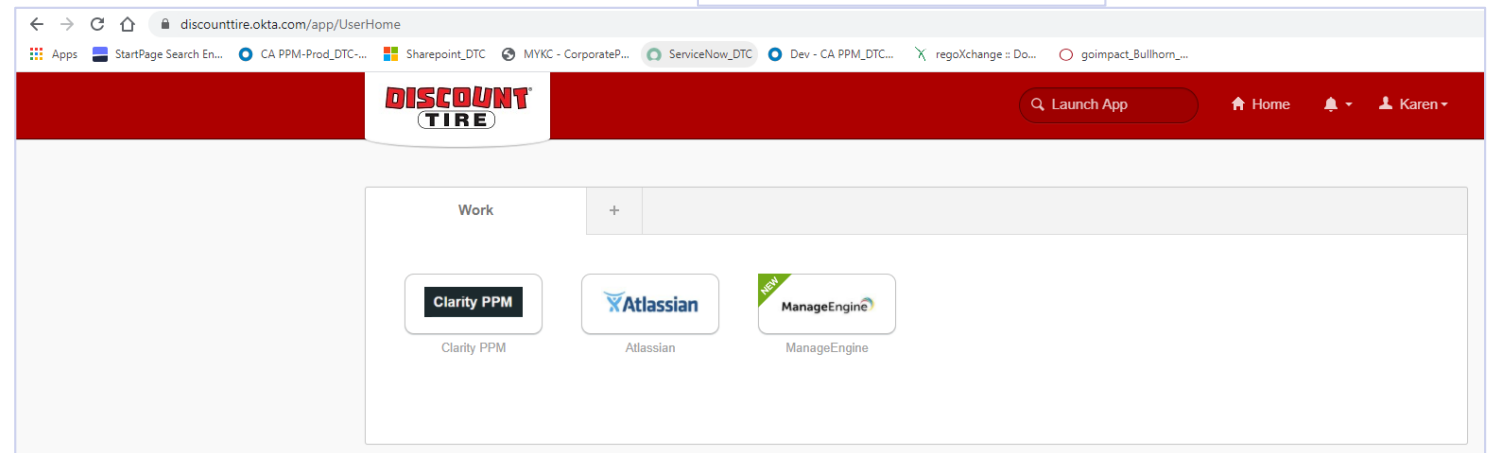 discounttire.okta.com/app/UserHome
Apps StartPage Search En... CA PPM-Prod_DTC-... Sharepoint_DTC MYKC - CorporateP... ServiceNow_DTC Dev - CA PPM_DTC... regoXchange :: Do... goimpact_Bullhorn_...
DISCOUNT
TIRE
Launch App Home Karen
Work +
Clarity PPM Atlassian NEW ManageEngine
Clarity PPM Atlassian ManageEngine